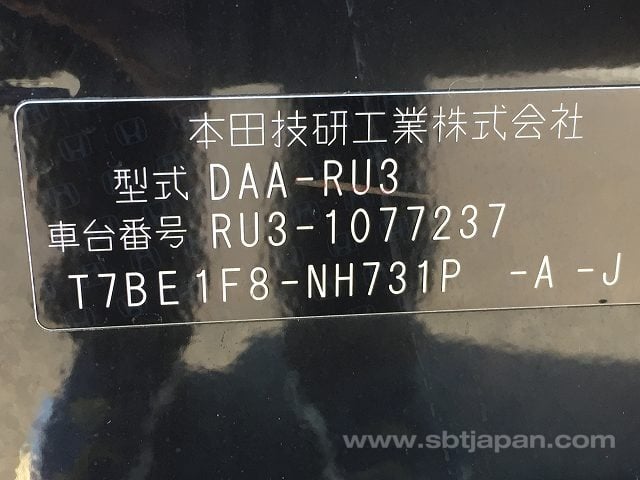 本田技研工業株式会社
型式 DAA-RU3
車台番号 RU3-1077237
T7BE1F8-NH731P -A-J
www.sbtjapan.com